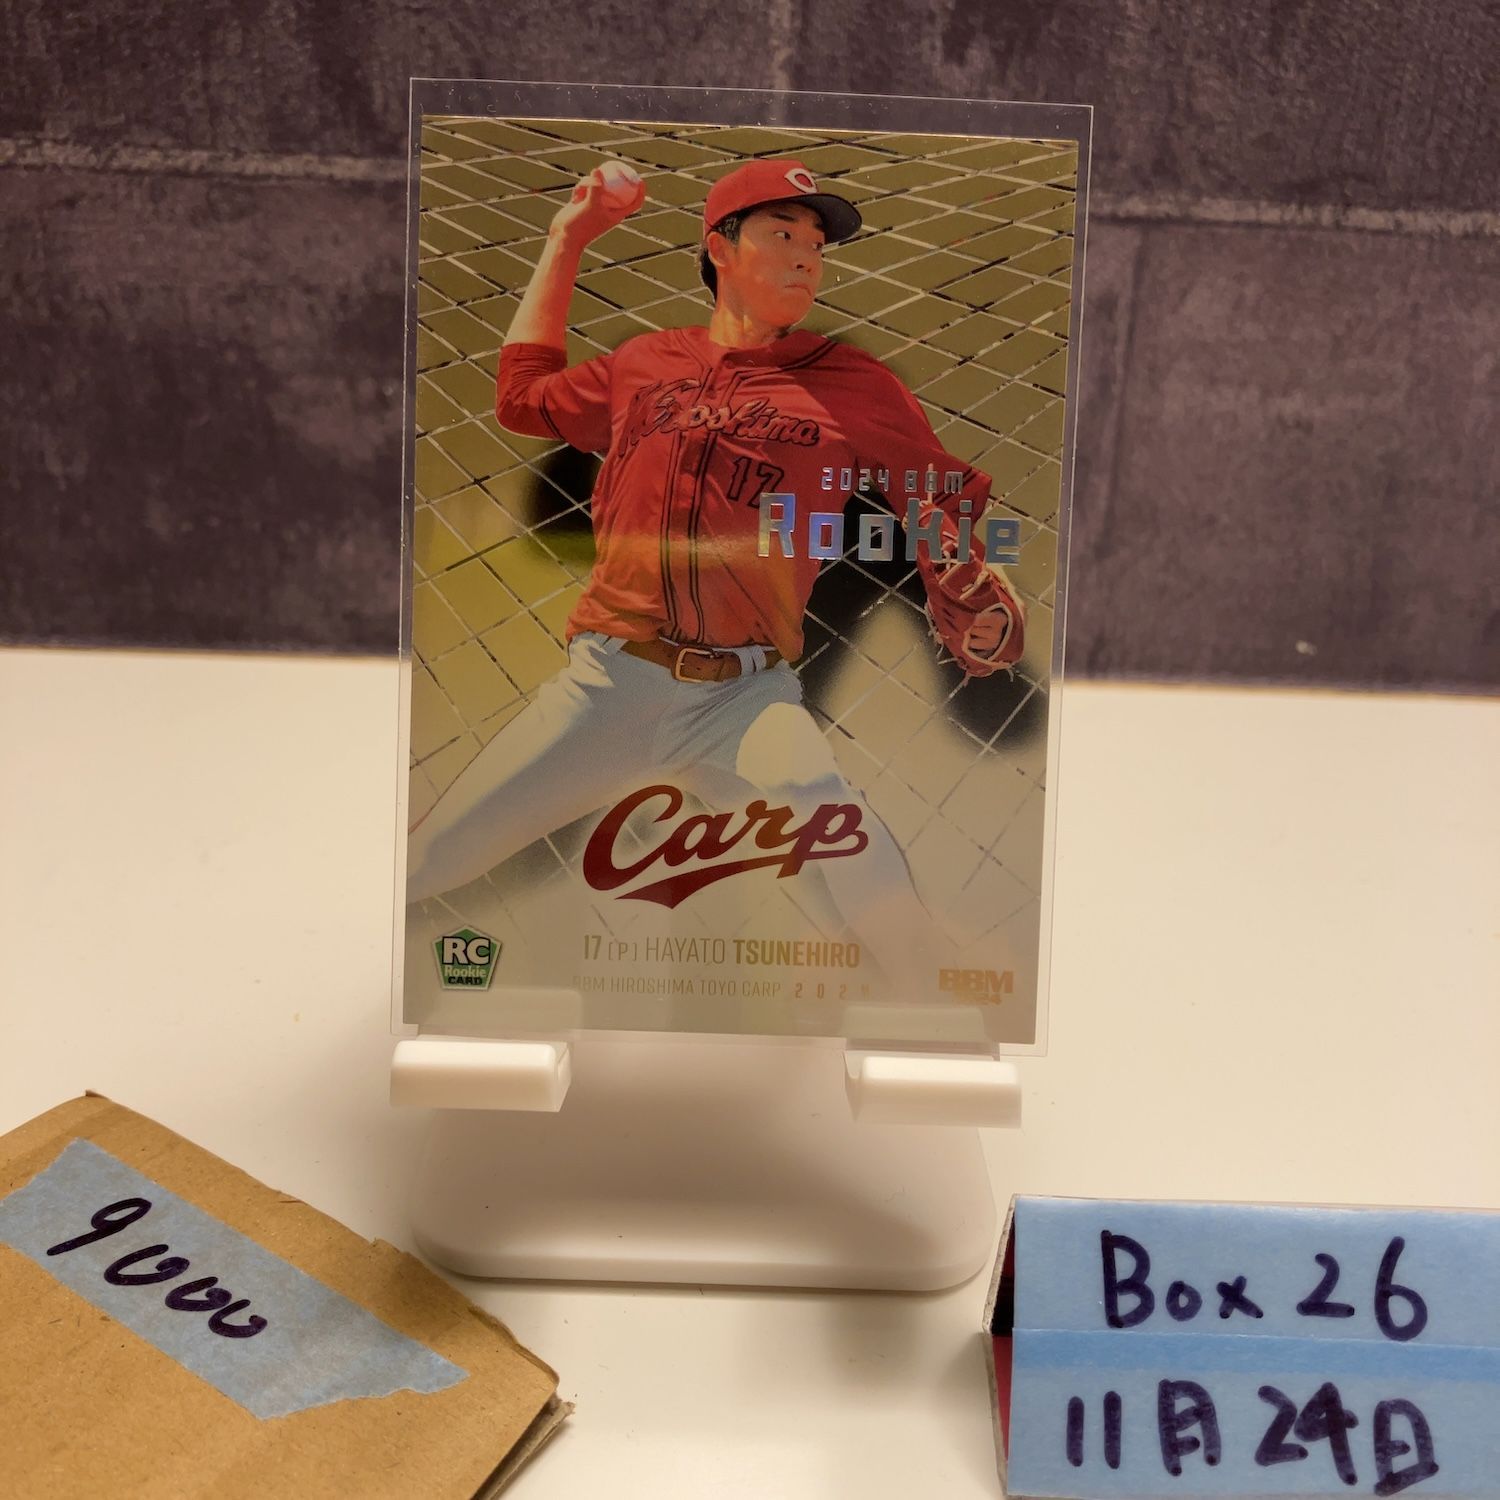 C
Hiroshima
17
2024 BBM
Rookie
Carp
RC
Rookie
CARD
17 [P] HAYATO TSUNEHIRO
BBM HIROSHIMA TOYO CARP 2024
BBM
2024
9000
Box 26
11月24日